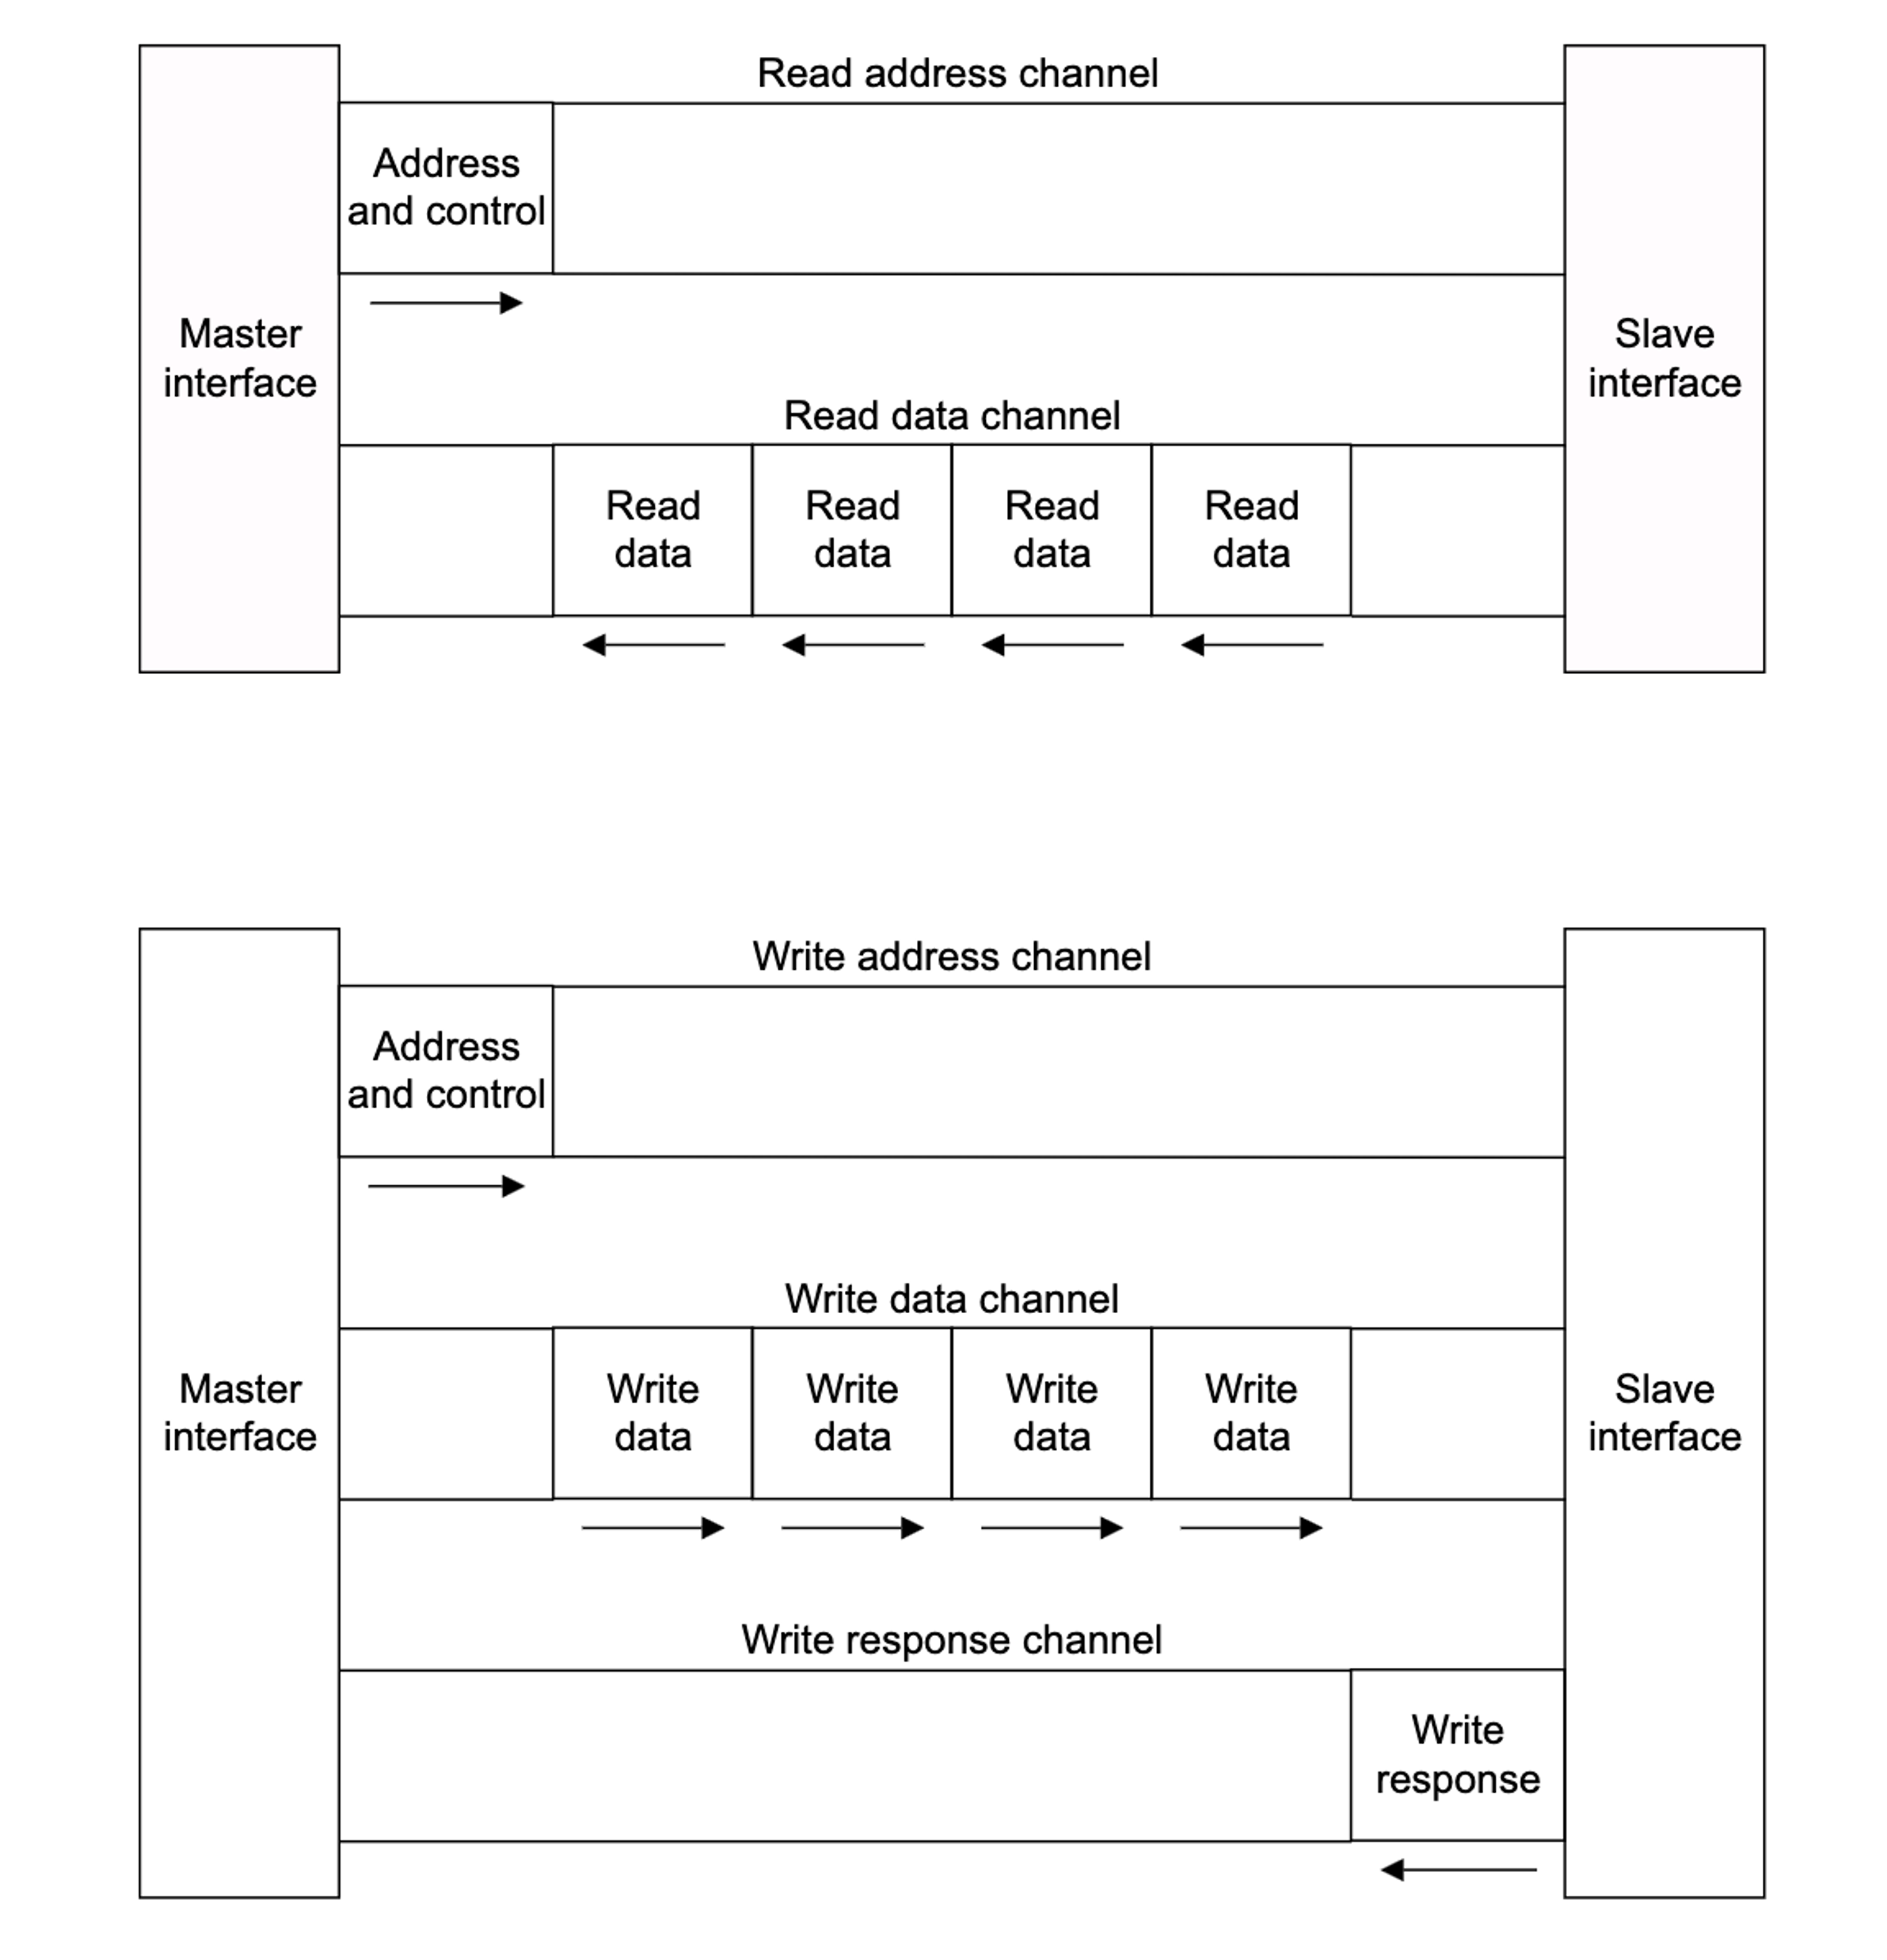 Read address channel
Address
and control
Master
interface
Slave
interface
Read data channel
Read
data
Read
data
Read
data
Read
data
Write address channel
Address
and control
Write data channel
Master
interface
Write
data
Write
data
Write
data
Write
data
Slave
interface
Write response channel
Write
response